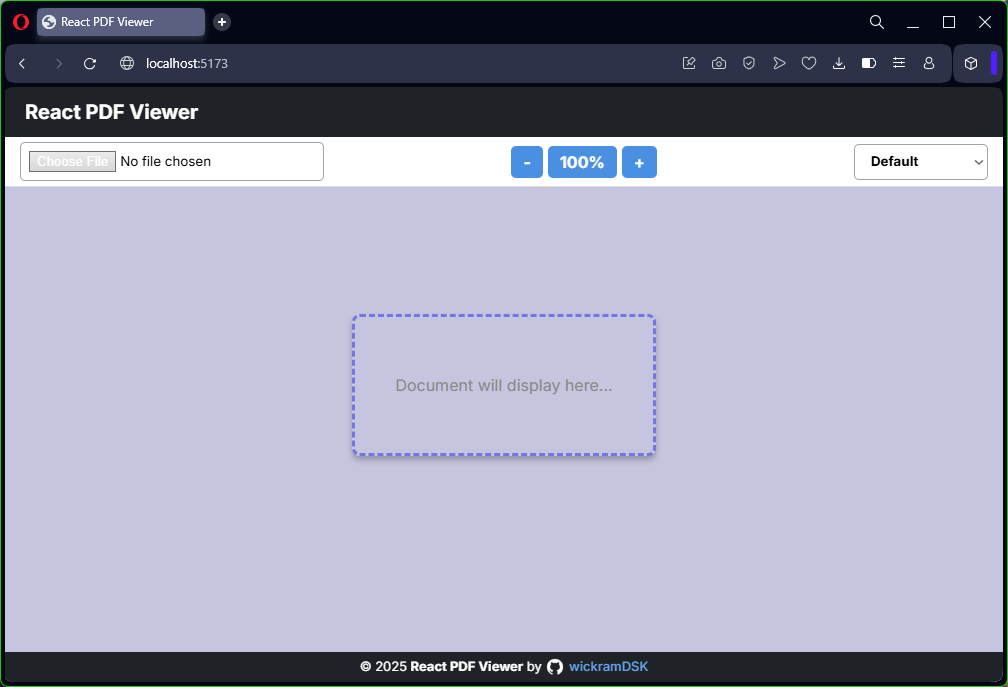 React PDF Viewer
localhost:5173
React PDF Viewer
Choose File No file chosen - 100% + Default
Document will display here...
© 2025 React PDF Viewer by wickramDSK